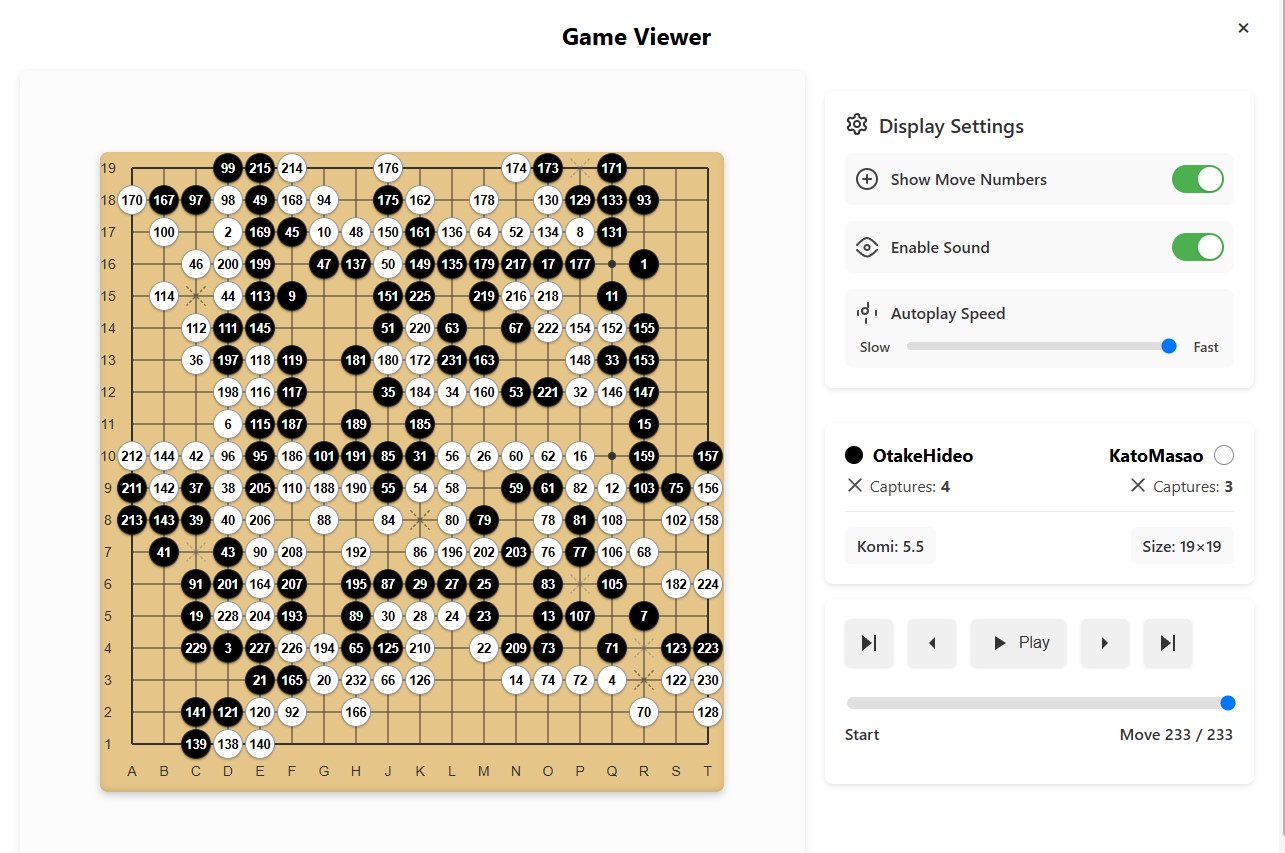 Game Viewer
×
Display Settings
Show Move Numbers
Enable Sound
Autoplay Speed
Slow
Fast
19 99 215 214 176 174 173 171
18 170 167 97 98 49 168 94 175 162 178 130 129 133 93
17 100 2 169 45 10 48 150 161 136 64 52 134 8 131
16 46 200 199 47 137 50 149 135 179 217 17 177 1
15 114 44 113 9 151 225 219 216 218 11
14 112 111 145 51 220 63 67 222 154 152 155
13 36 197 118 119 181 180 172 231 163 148 33 153
12 198 116 117 35 184 34 160 53 221 32 146 147
11 6 115 187 189 185 15
10 212 144 42 96 95 186 101 191 85 31 56 26 60 62 16 159 157
9 211 142 37 38 205 110 188 190 55 54 58 59 61 82 12 103 75 156
8 213 143 39 40 206 88 84 80 79 78 81 108 102 158
7 41 43 90 208 192 86 196 202 203 76 77 106 68
6 91 201 164 207 195 87 29 27 25 83 105 182 224
5 19 228 204 193 89 30 28 24 23 13 107 7
4 229 3 227 226 194 65 125 210 22 209 73 71 123 223
3 21 165 20 232 66 126 14 74 72 4 122 230
2 141 121 120 92 166 70 128
1 139 138 140
A B C D E F G H J K L M N O P Q R S T
OtakeHideo
KatoMasao
Captures: 4
Captures: 3
Komi: 5.5
Size: 19×19
Play
Start
Move 233 / 233